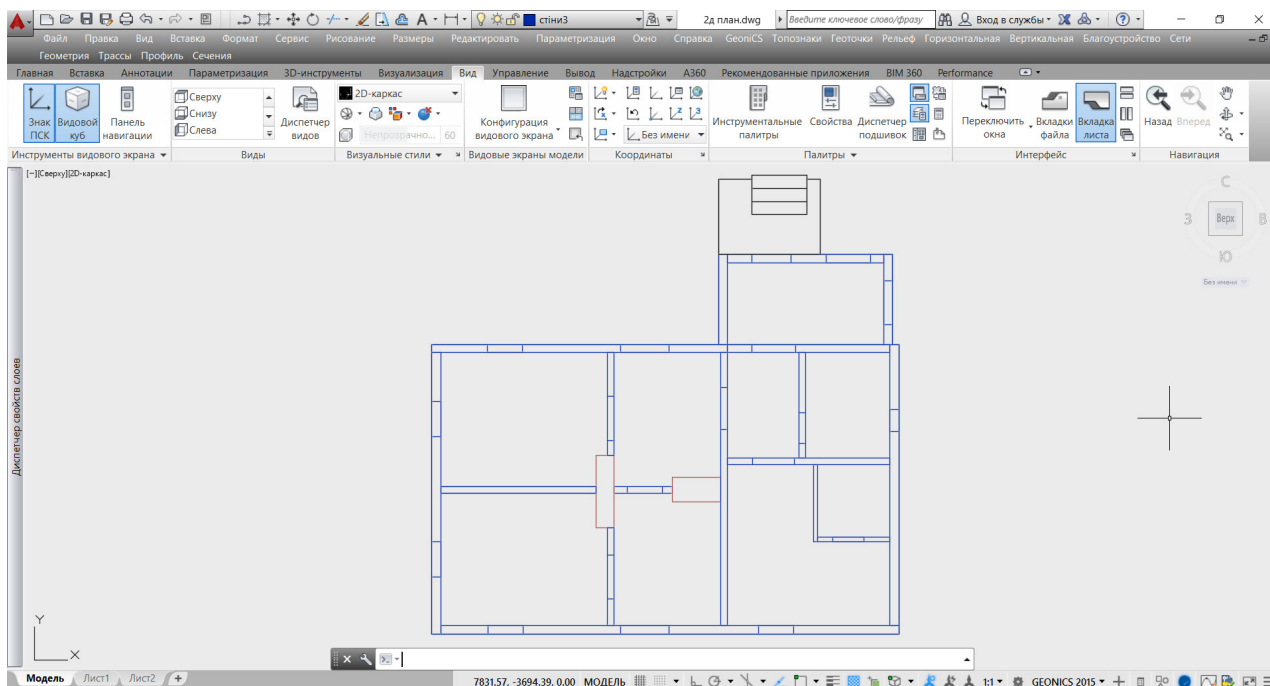 стіни3 2д план.dwg Введите ключевое слово/фразу Вход в службы
Файл Правка Вид Вставка Формат Сервис Рисование Размеры Редактировать Параметризация Окно Справка GeoniCS Топознаки Геоточки Рельеф Горизонтальная Вертикальная Благоустройство Сети
Геометрия Трассы Профиль Сечения
Главная Вставка Аннотации Параметризация 3D-инструменты Визуализация Вид Управление Вывод Надстройки A360 Рекомендованные приложения BIM 360 Performance
Знак ПСК
Видовой куб
Панель навигации
Сверху
Снизу
Слева
Диспетчер видов
2D-каркас
Непрозрачно... 60
Конфигурация видового экрана
Без имени
Инструментальные палитры
Свойства
Диспетчер подшивок
Переключить окна
Вкладки файла
Вкладка листа
Назад
Вперед
Инструменты видового экрана Виды Визуальные стили Видовые экраны модели Координаты Палитры Интерфейс Навигация
[−][Сверху][2D-каркас]
С
З Верх В
Ю
Без имени
Диспетчер свойств слоев
Y
X
Модель Лист1 Лист2 +
7831.57, -3694.39, 0.00 МОДЕЛЬ 1:1 GEONICS 2015